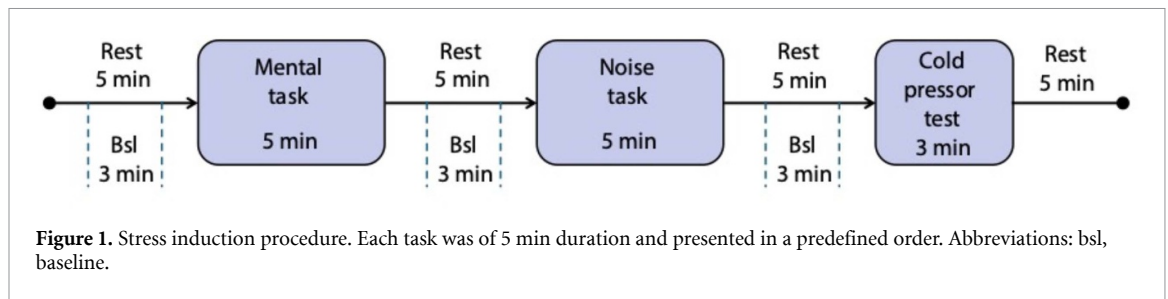 Rest
5 min
Bsl
3 min
Mental
task
5 min
Rest
5 min
Bsl
3 min
Noise
task
5 min
Rest
5 min
Bsl
3 min
Cold
pressor
test
3 min
Rest
5 min
Figure 1. Stress induction procedure. Each task was of 5 min duration and presented in a predefined order. Abbreviations: bsl,
baseline.